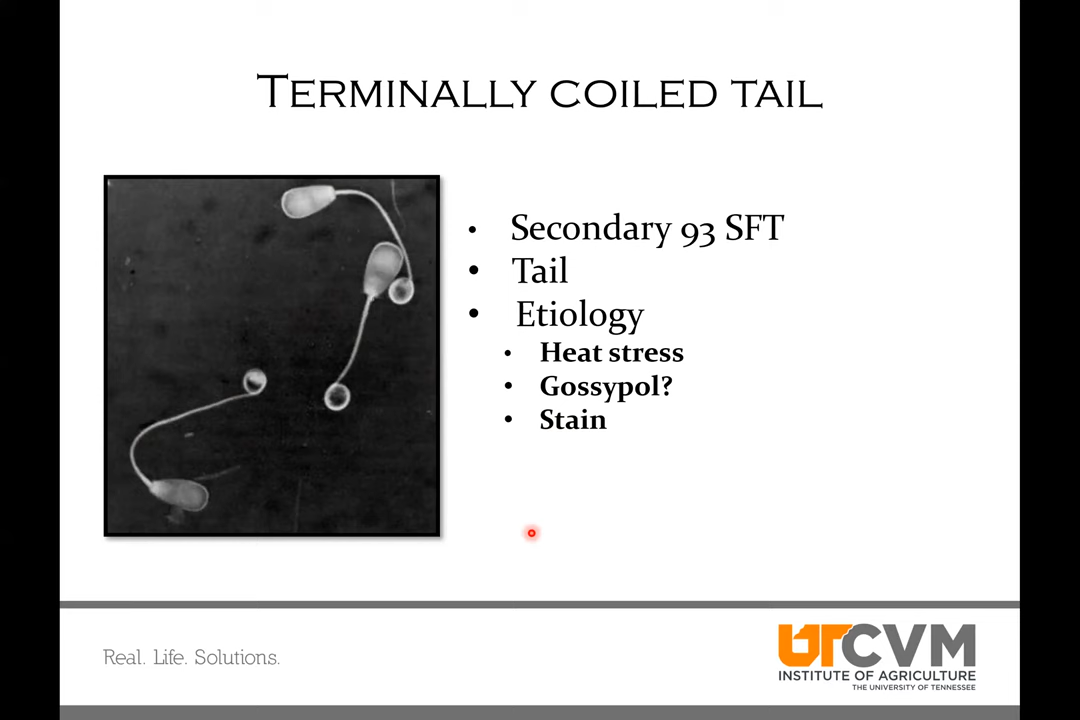 Terminally coiled tail
• Secondary 93 SFT
• Tail
• Etiology
• Heat stress
• Gossypol?
• Stain
Real. Life. Solutions.
UTCVM
INSTITUTE OF AGRICULTURE
THE UNIVERSITY OF TENNESSEE